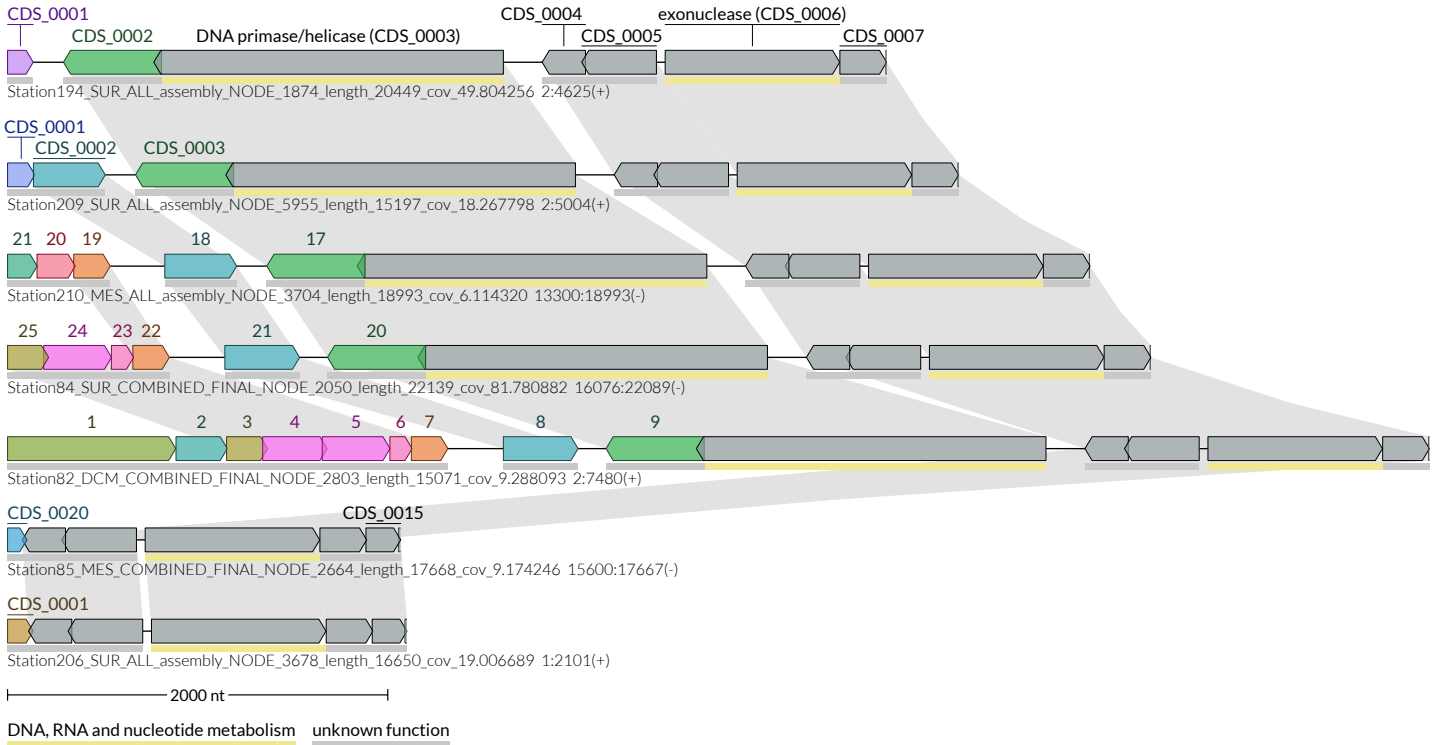 CDS_0001 CDS_0004 exonuclease (CDS_0006)
CDS_0002 DNA primase/helicase (CDS_0003) CDS_0005 CDS_0007
Station194_SUR_ALL_assembly_NODE_1874_length_20449_cov_49.804256 2:4625(+)
CDS_0001
CDS_0002 CDS_0003
Station209_SUR_ALL_assembly_NODE_5955_length_15197_cov_18.267798 2:5004(+)
21 20 19 18 17
Station210_MES_ALL_assembly_NODE_3704_length_18993_cov_6.114320 13300:18993(-)
25 24 23 22 21 20
Station84_SUR_COMBINED_FINAL_NODE_2050_length_22139_cov_81.780882 16076:22089(-)
1 2 3 4 5 6 7 8 9
Station82_DCM_COMBINED_FINAL_NODE_2803_length_15071_cov_9.288093 2:7480(+)
CDS_0020 CDS_0015
Station85_MES_COMBINED_FINAL_NODE_2664_length_17668_cov_9.174246 15600:17667(-)
CDS_0001
Station206_SUR_ALL_assembly_NODE_3678_length_16650_cov_19.006689 1:2101(+)
2000 nt
DNA, RNA and nucleotide metabolism unknown function